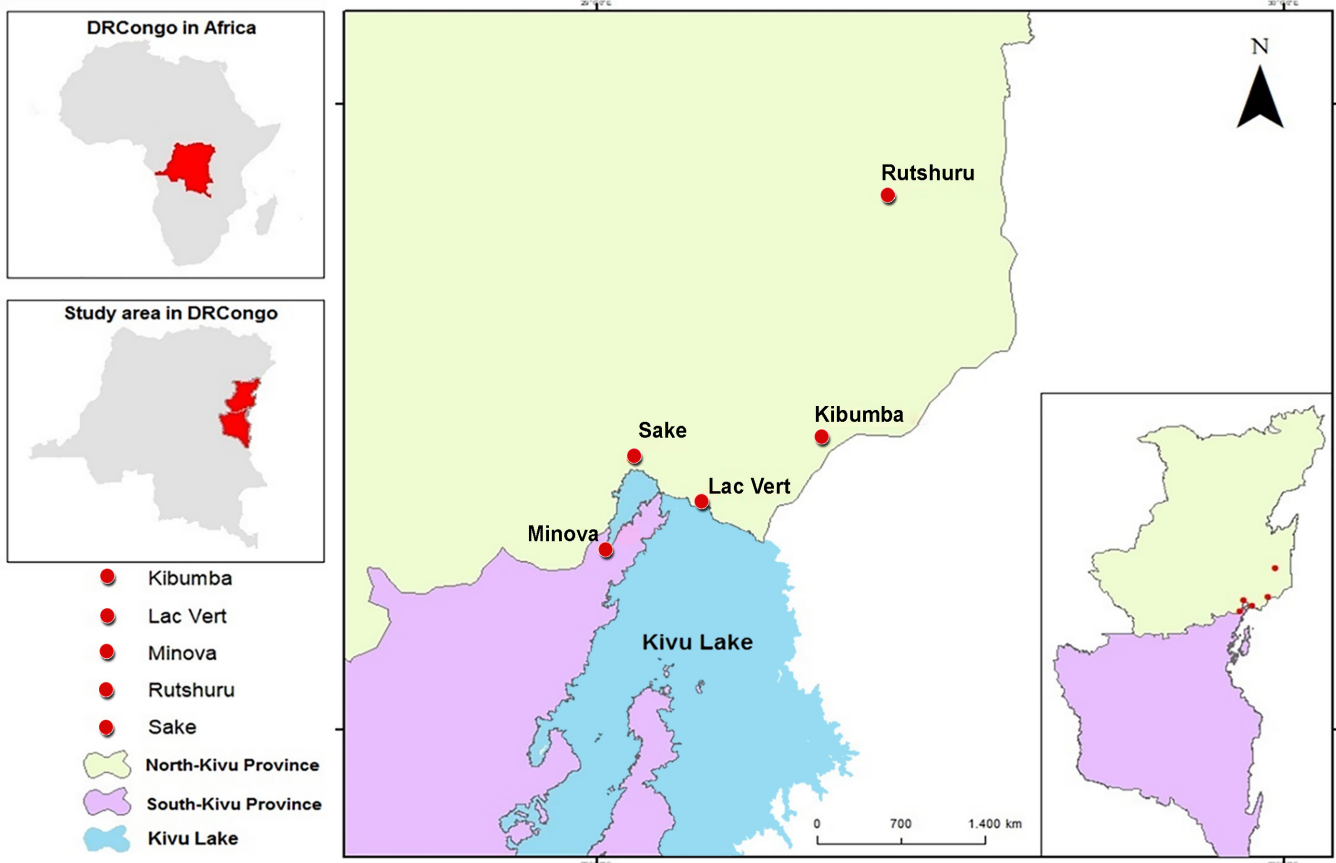 DRCongo in Africa
Study area in DRCongo
Kibumba
Lac Vert
Minova
Rutshuru
Sake
North-Kivu Province
South-Kivu Province
Kivu Lake
N
Rutshuru
Kibumba
Sake
Lac Vert
Minova
Kivu Lake
0 700 1.400 km